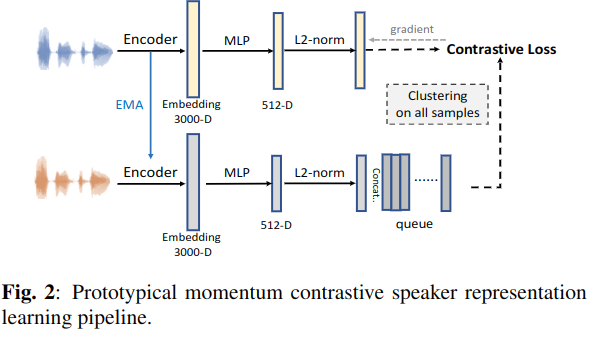 Encoder
MLP
L2-norm
gradient
Contrastive Loss
Embedding
3000-D
512-D
EMA
Clustering
on all samples
Encoder
MLP
L2-norm
Concat..
......
Embedding
3000-D
512-D
queue
Fig. 2: Prototypical momentum contrastive speaker representation
learning pipeline.